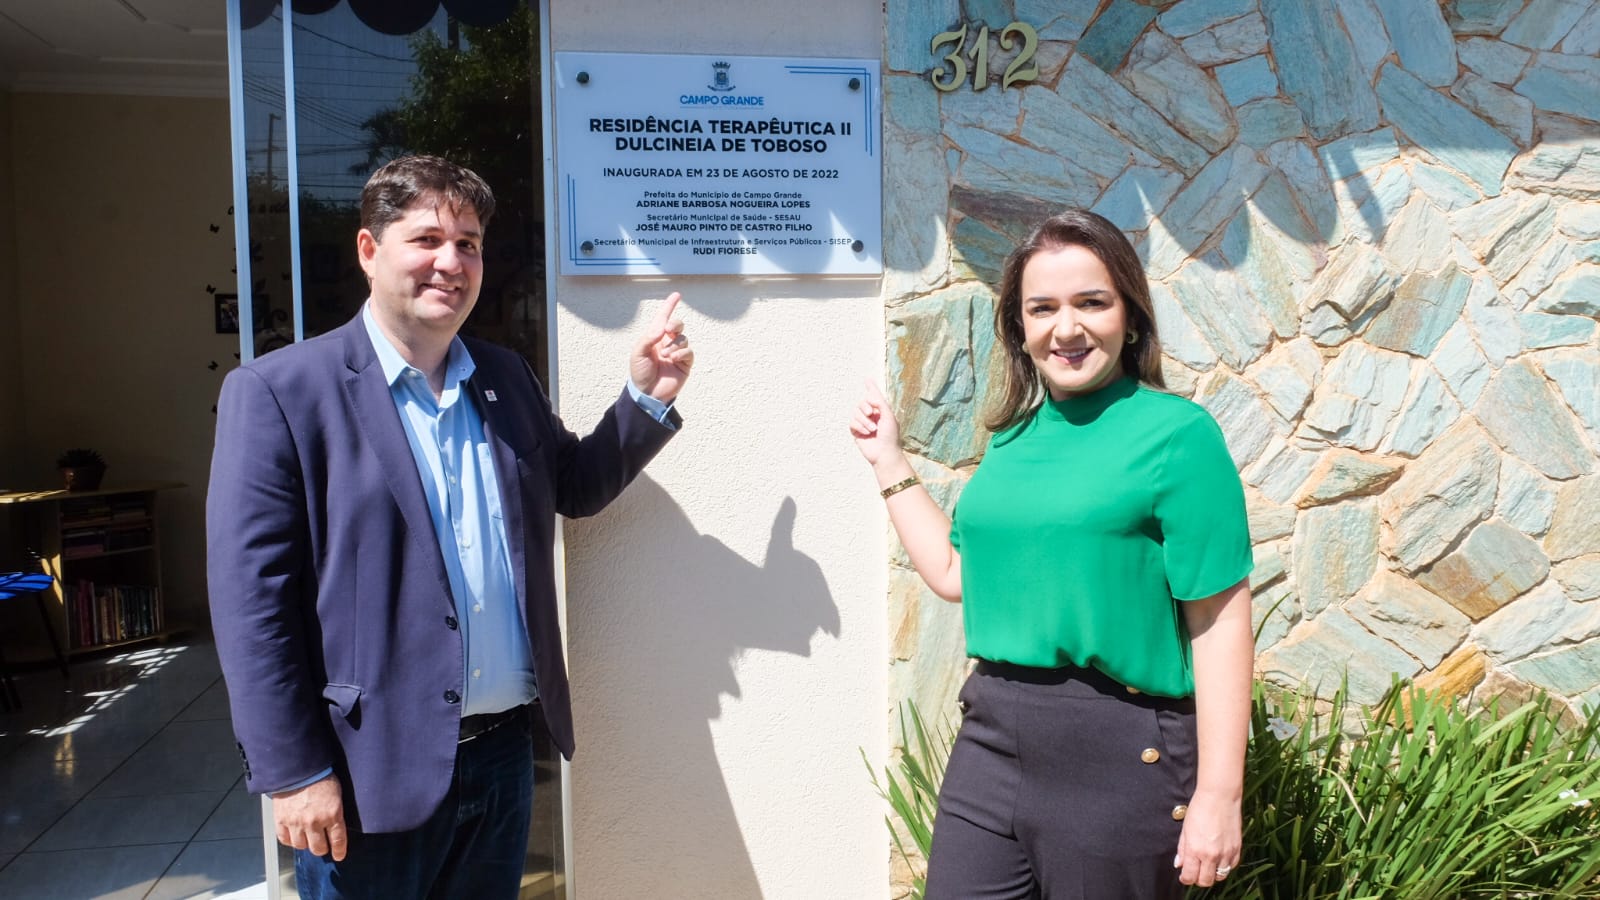 312
CAMPO GRANDE
RESIDÊNCIA TERAPÊUTICA II
DULCINEIA DE TOBOSO
INAUGURADA EM 23 DE AGOSTO DE 2022
Prefeita do Município de Campo Grande
ADRIANE BARBOSA NOGUEIRA LOPES
Secretário Municipal de Saúde - SESAU
JOSÉ MAURO PINTO DE CASTRO FILHO
Secretário Municipal de Infraestrutura e Serviços Públicos - SISEP
RUDI FIORESE